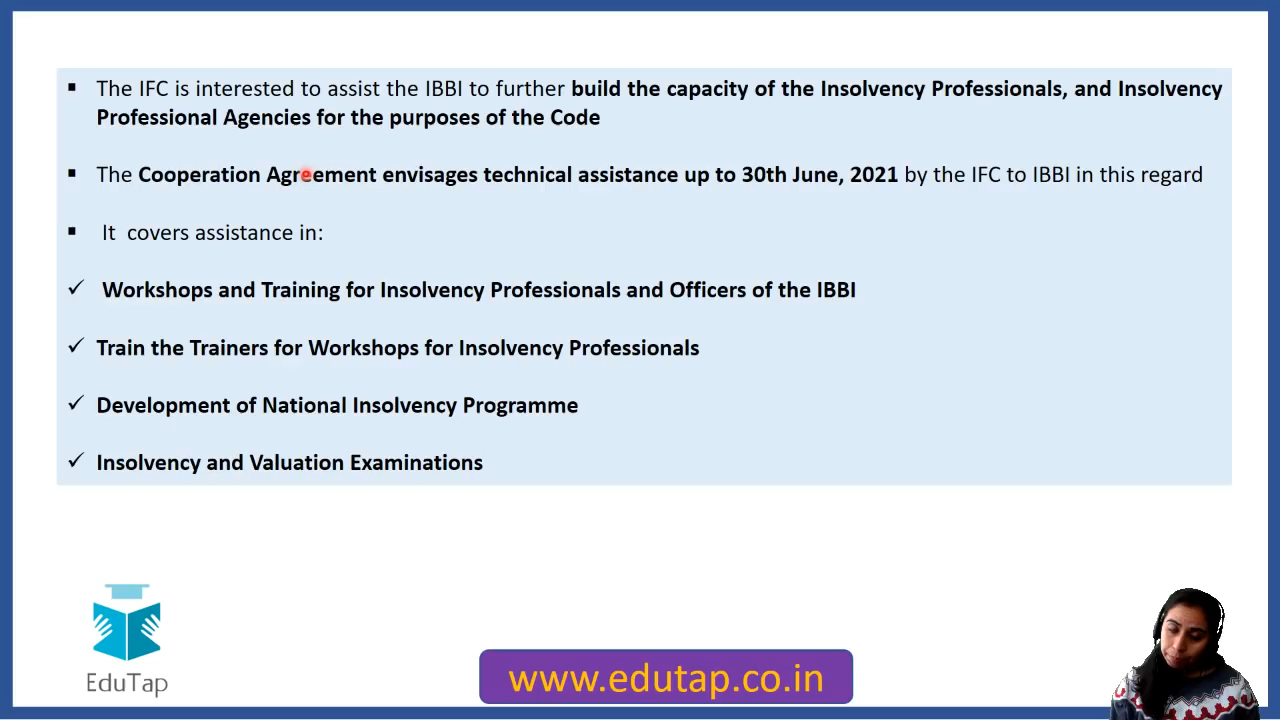 The IFC is interested to assist the IBBI to further build the capacity of the Insolvency Professionals, and Insolvency
Professional Agencies for the purposes of the Code
The Cooperation Agreement envisages technical assistance up to 30th June, 2021 by the IFC to IBBI in this regard
It covers assistance in:
Workshops and Training for Insolvency Professionals and Officers of the IBBI
Train the Trainers for Workshops for Insolvency Professionals
Development of National Insolvency Programme
Insolvency and Valuation Examinations
EduTap
www.edutap.co.in